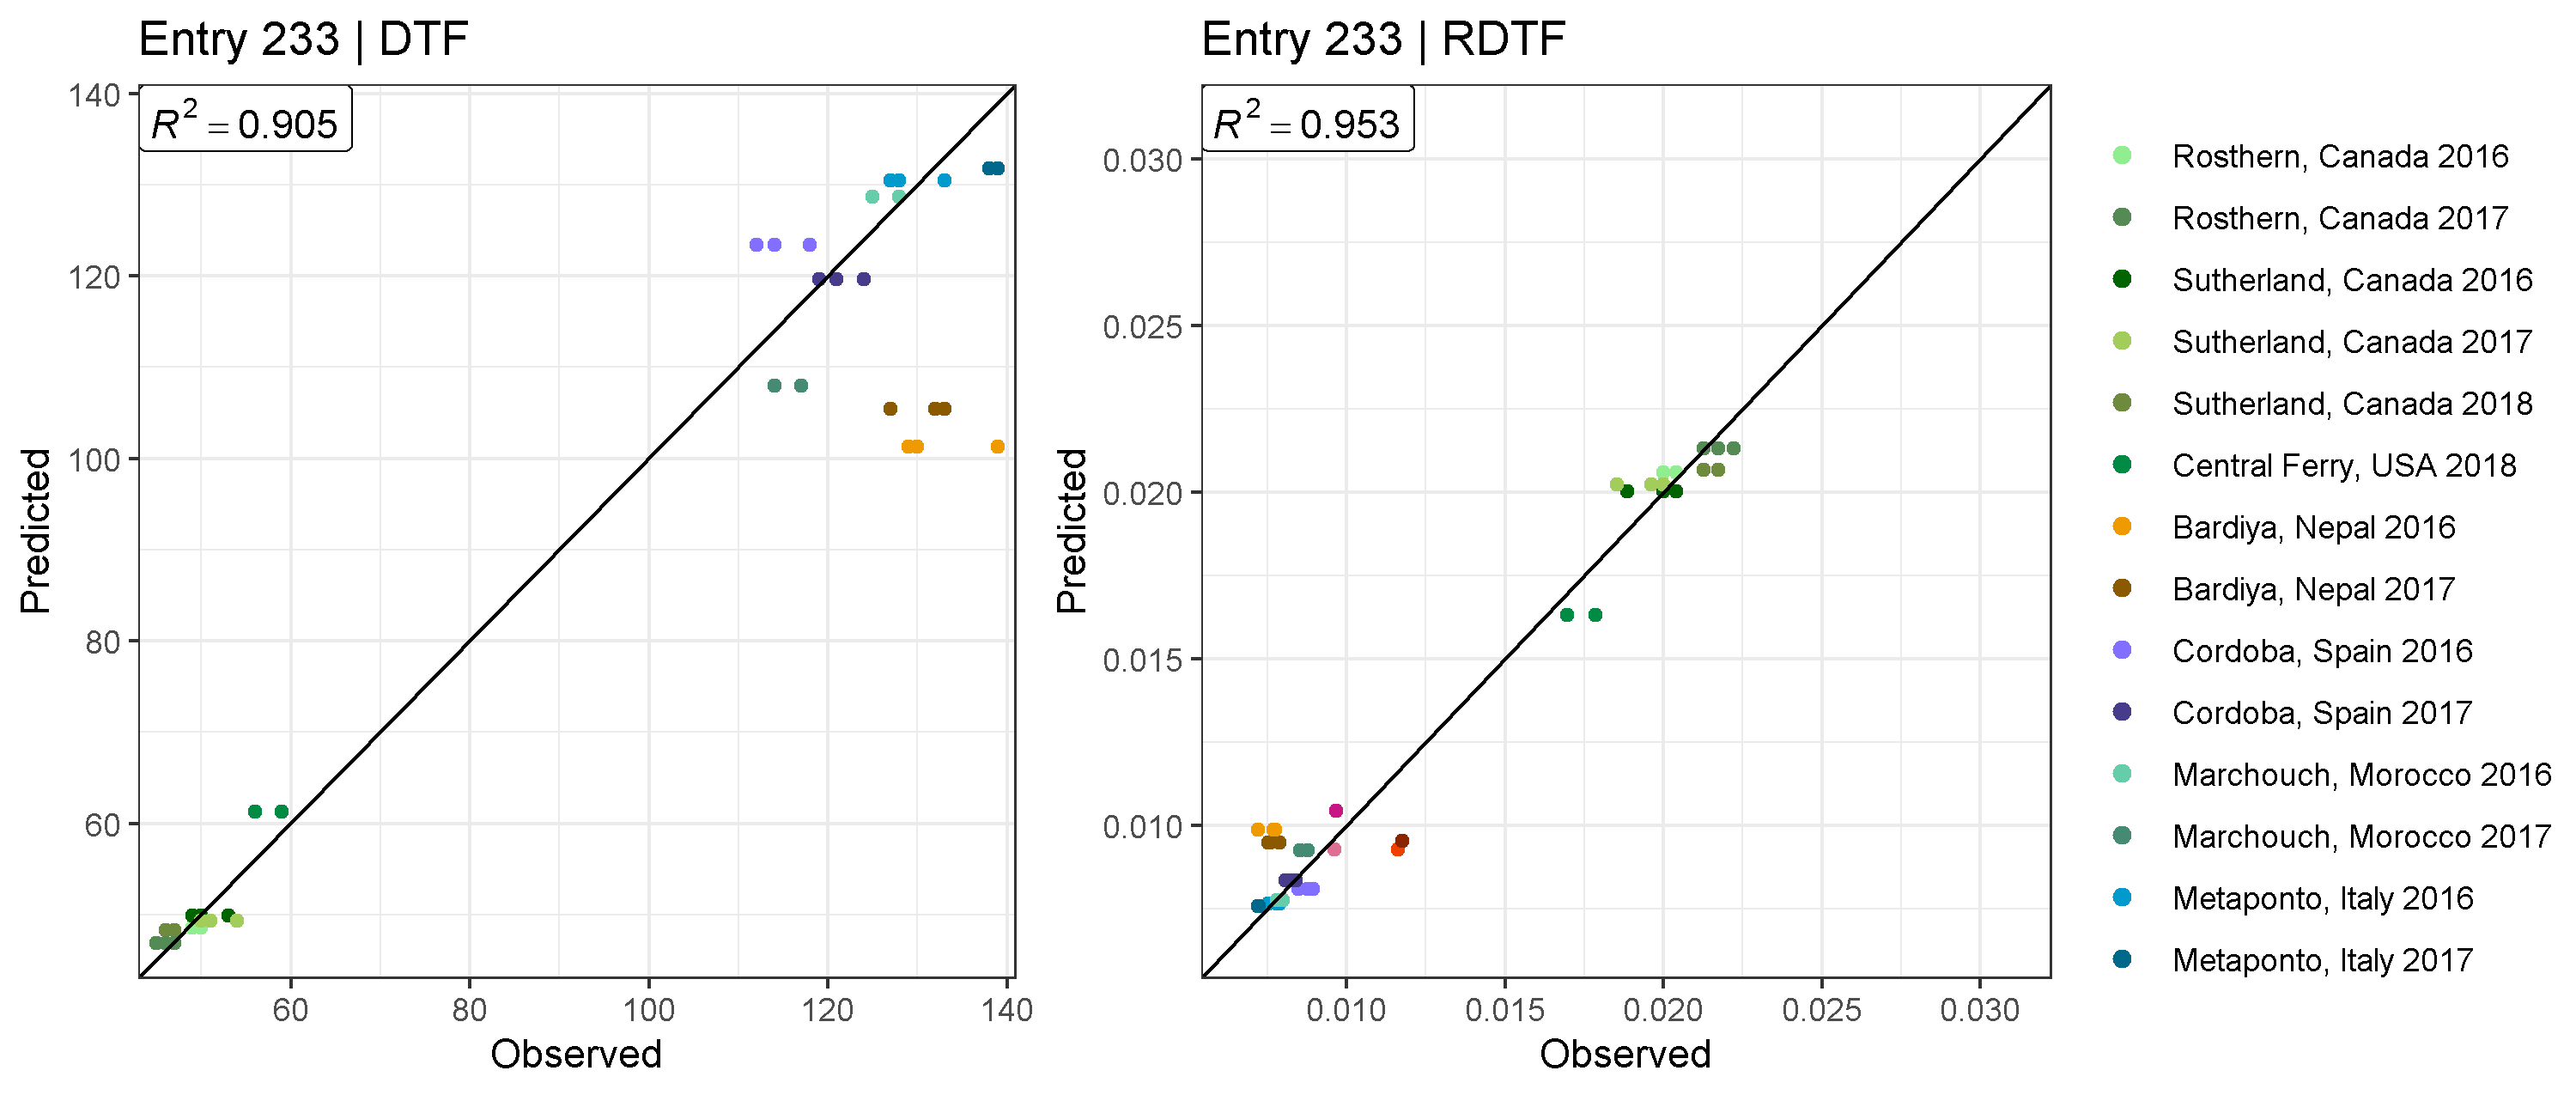 Entry 233 | DTF
R² = 0.905
140
120
100
80
60
Predicted
60 80 100 120 140
Observed
Entry 233 | RDTF
R² = 0.953
0.030
0.025
0.020
0.015
0.010
Predicted
0.010 0.015 0.020 0.025 0.030
Observed
Rosthern, Canada 2016
Rosthern, Canada 2017
Sutherland, Canada 2016
Sutherland, Canada 2017
Sutherland, Canada 2018
Central Ferry, USA 2018
Bardiya, Nepal 2016
Bardiya, Nepal 2017
Cordoba, Spain 2016
Cordoba, Spain 2017
Marchouch, Morocco 2016
Marchouch, Morocco 2017
Metaponto, Italy 2016
Metaponto, Italy 2017